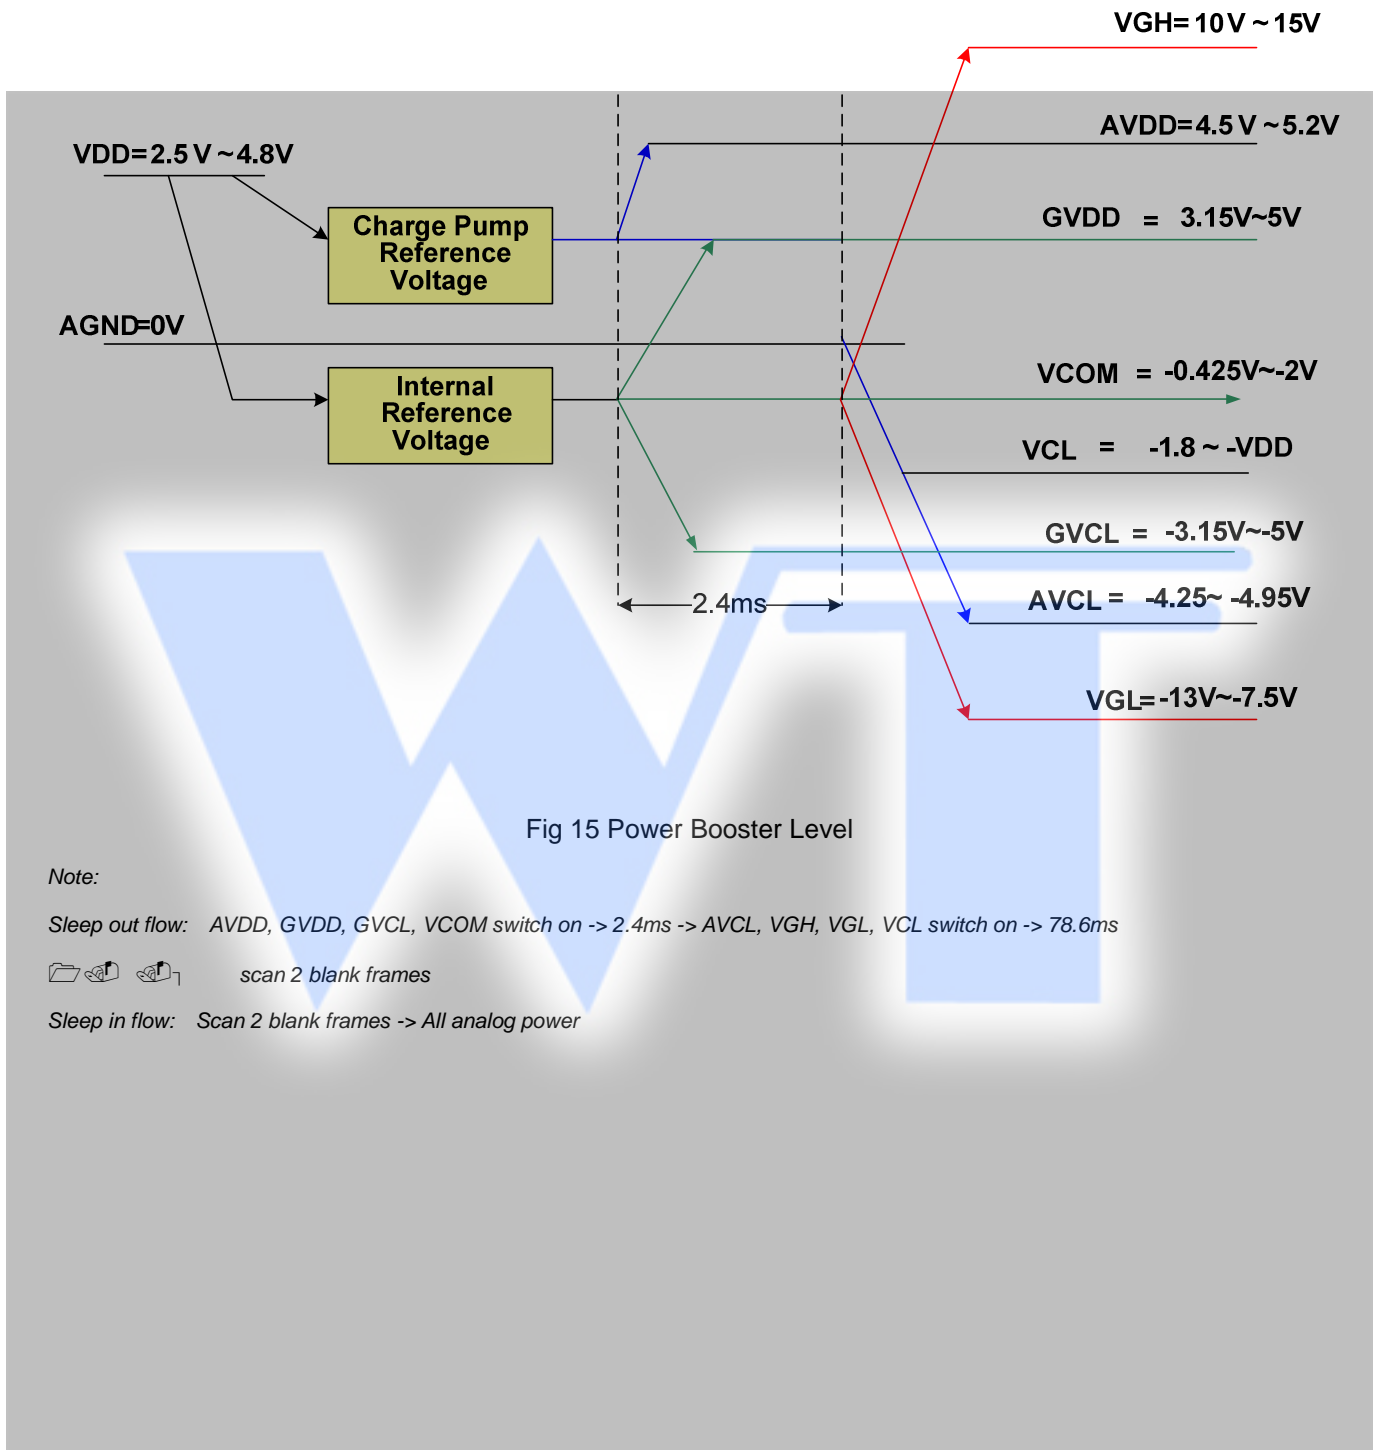 VGH=10V ~ 15V
AVDD=4.5 V ~5.2V
VDD=2.5 V ~4.8V
GVDD = 3.15V~5V
Charge Pump
Reference
Voltage
AGND=0V
VCOM = -0.425V~-2V
Internal
Reference
Voltage
VCL = -1.8 ~ -VDD
GVCL = -3.15V~-5V
AVCL = -4.25~ -4.95V
2.4ms
VGL=-13V~-7.5V
WT
Fig 15 Power Booster Level
Note:
Sleep out flow: AVDD, GVDD, GVCL, VCOM switch on -> 2.4ms -> AVCL, VGH, VGL, VCL switch on -> 78.6ms
scan 2 blank frames
Sleep in flow: Scan 2 blank frames -> All analog power